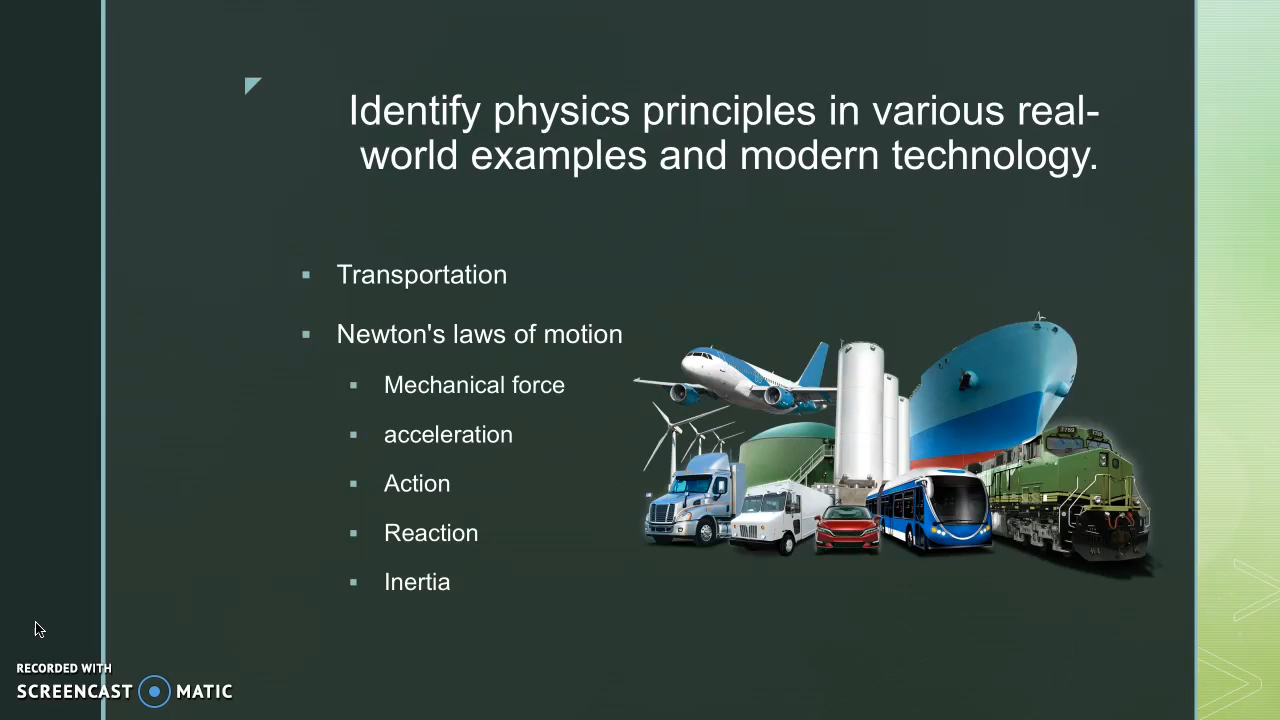 Identify physics principles in various real-
world examples and modern technology.
Transportation
Newton's laws of motion
Mechanical force
acceleration
Action
Reaction
Inertia
RECORDED WITH
SCREENCAST MATIC